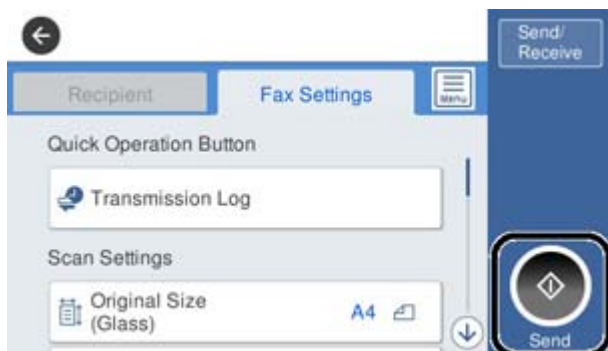 Send/
Receive
Recipient
Fax Settings
Menu
Quick Operation Button
Transmission Log
Scan Settings
Original Size
(Glass)
A4
Send